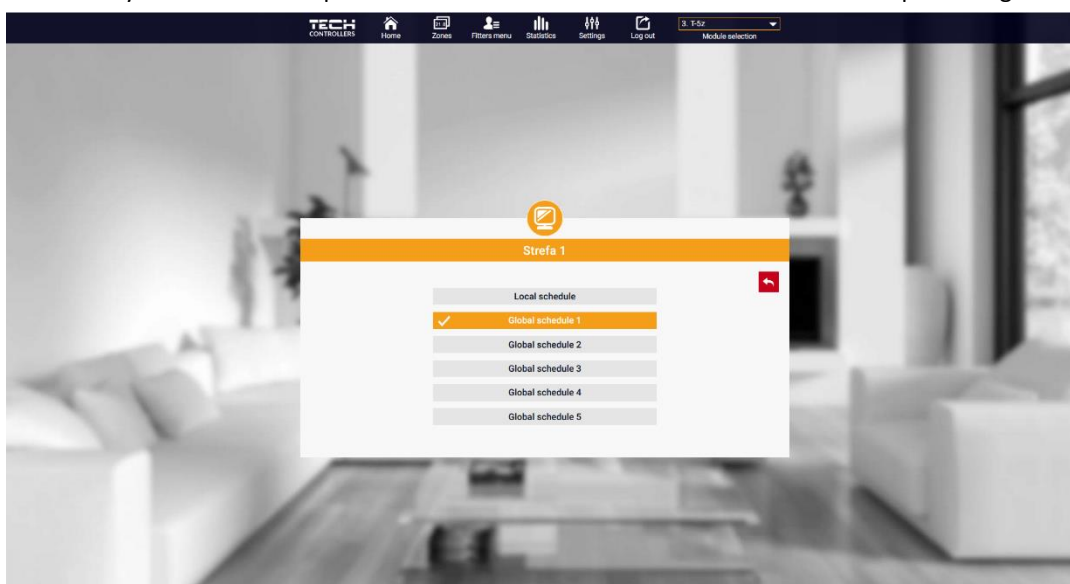 TECH
CONTROLLERS
Home
Zones
Fitters menu
Statistics
Settings
Log out
3. T-5z
Module selection
Strefa 1
Local schedule
Global schedule 1
Global schedule 2
Global schedule 3
Global schedule 4
Global schedule 5